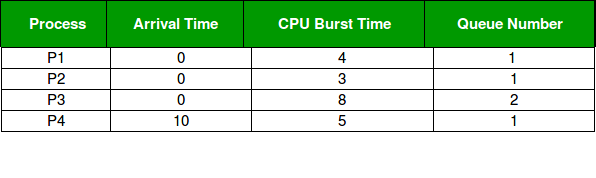 Process Arrival Time CPU Burst Time Queue Number
P1 0 4 1
P2 0 3 1
P3 0 8 2
P4 10 5 1